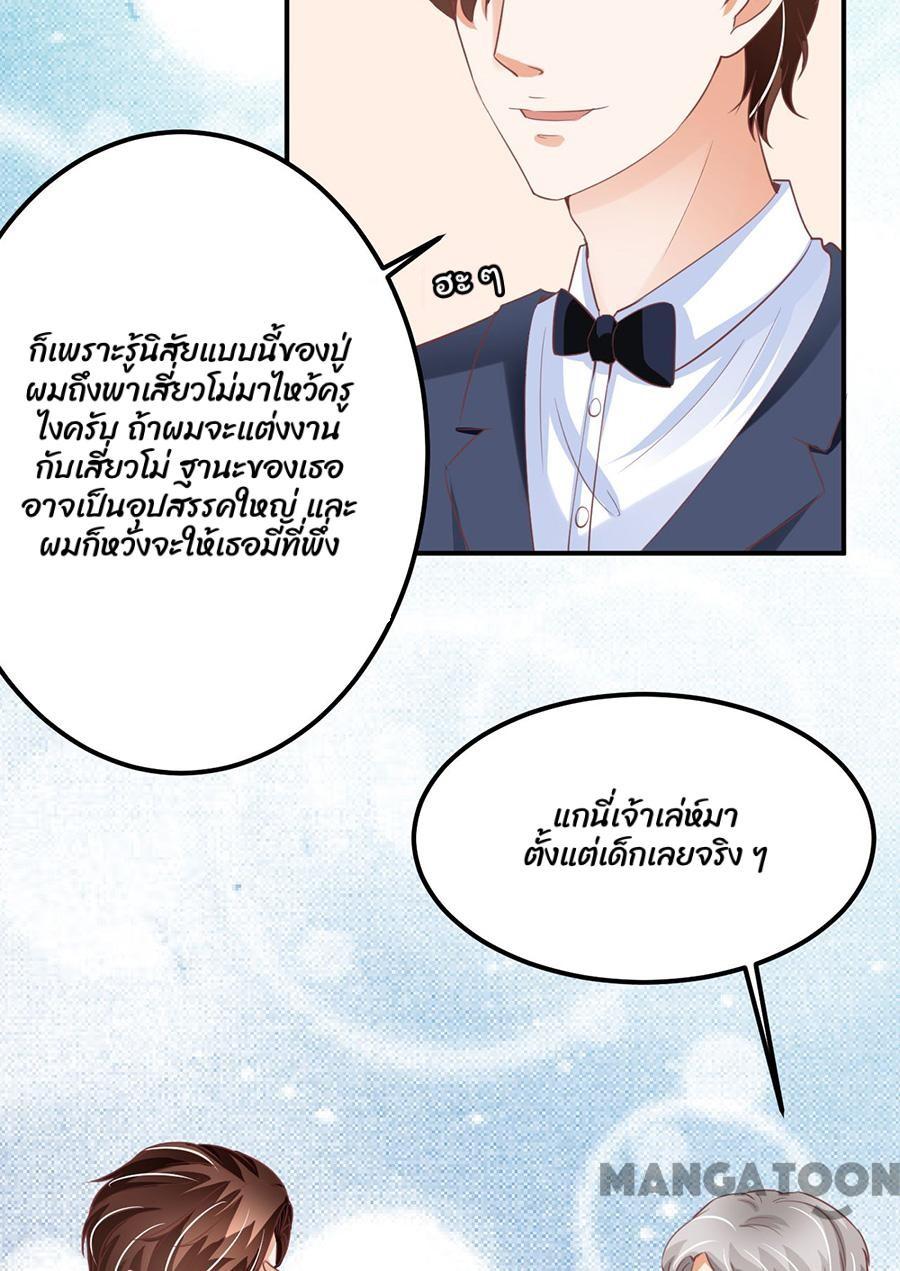 ฮะ ๆ
ก็เพราะรู้นิสัยแบบนี้ของปู่
ผมถึงพาเสี่ยวโม่มาไหว้ครู
ไงครับ ถ้าผมจะแต่งงาน
กับเสี่ยวโม่ ฐานะของเธอ
อาจเป็นอุปสรรคใหญ่ และ
ผมก็หวังจะให้เธอมีที่พึ่ง
แกนี่เจ้าเล่ห์มา
ตั้งแต่เด็กเลยจริง ๆ
MANGATOON